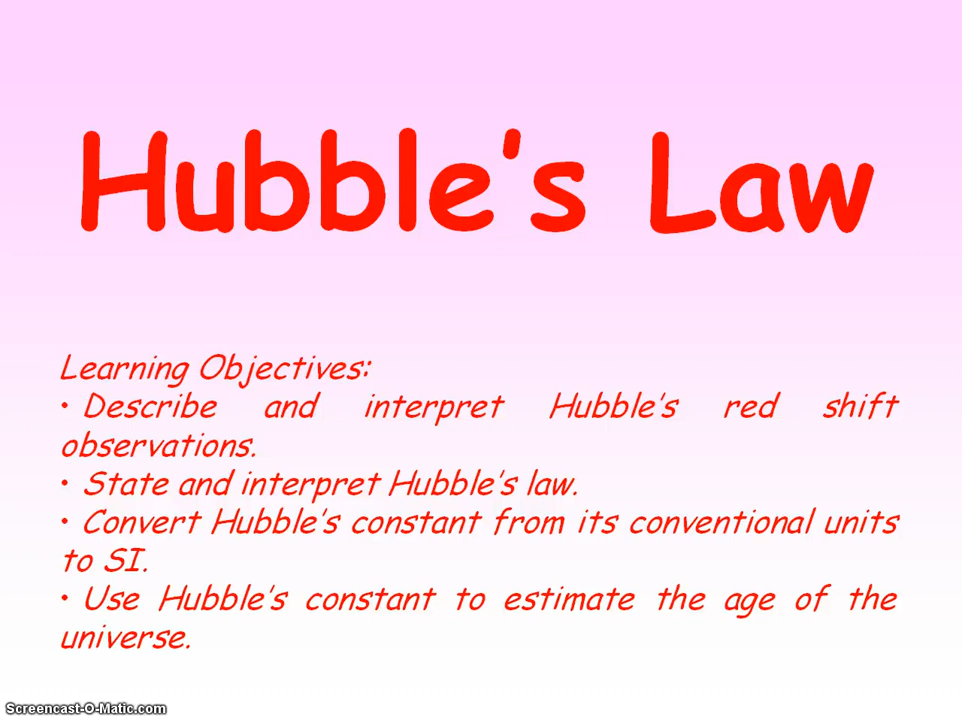 Hubble's Law
Learning Objectives:
• Describe and interpret Hubble's red shift
observations.
• State and interpret Hubble's law.
• Convert Hubble's constant from its conventional units
to SI.
• Use Hubble's constant to estimate the age of the
universe.
Screencast-O-Matic.com